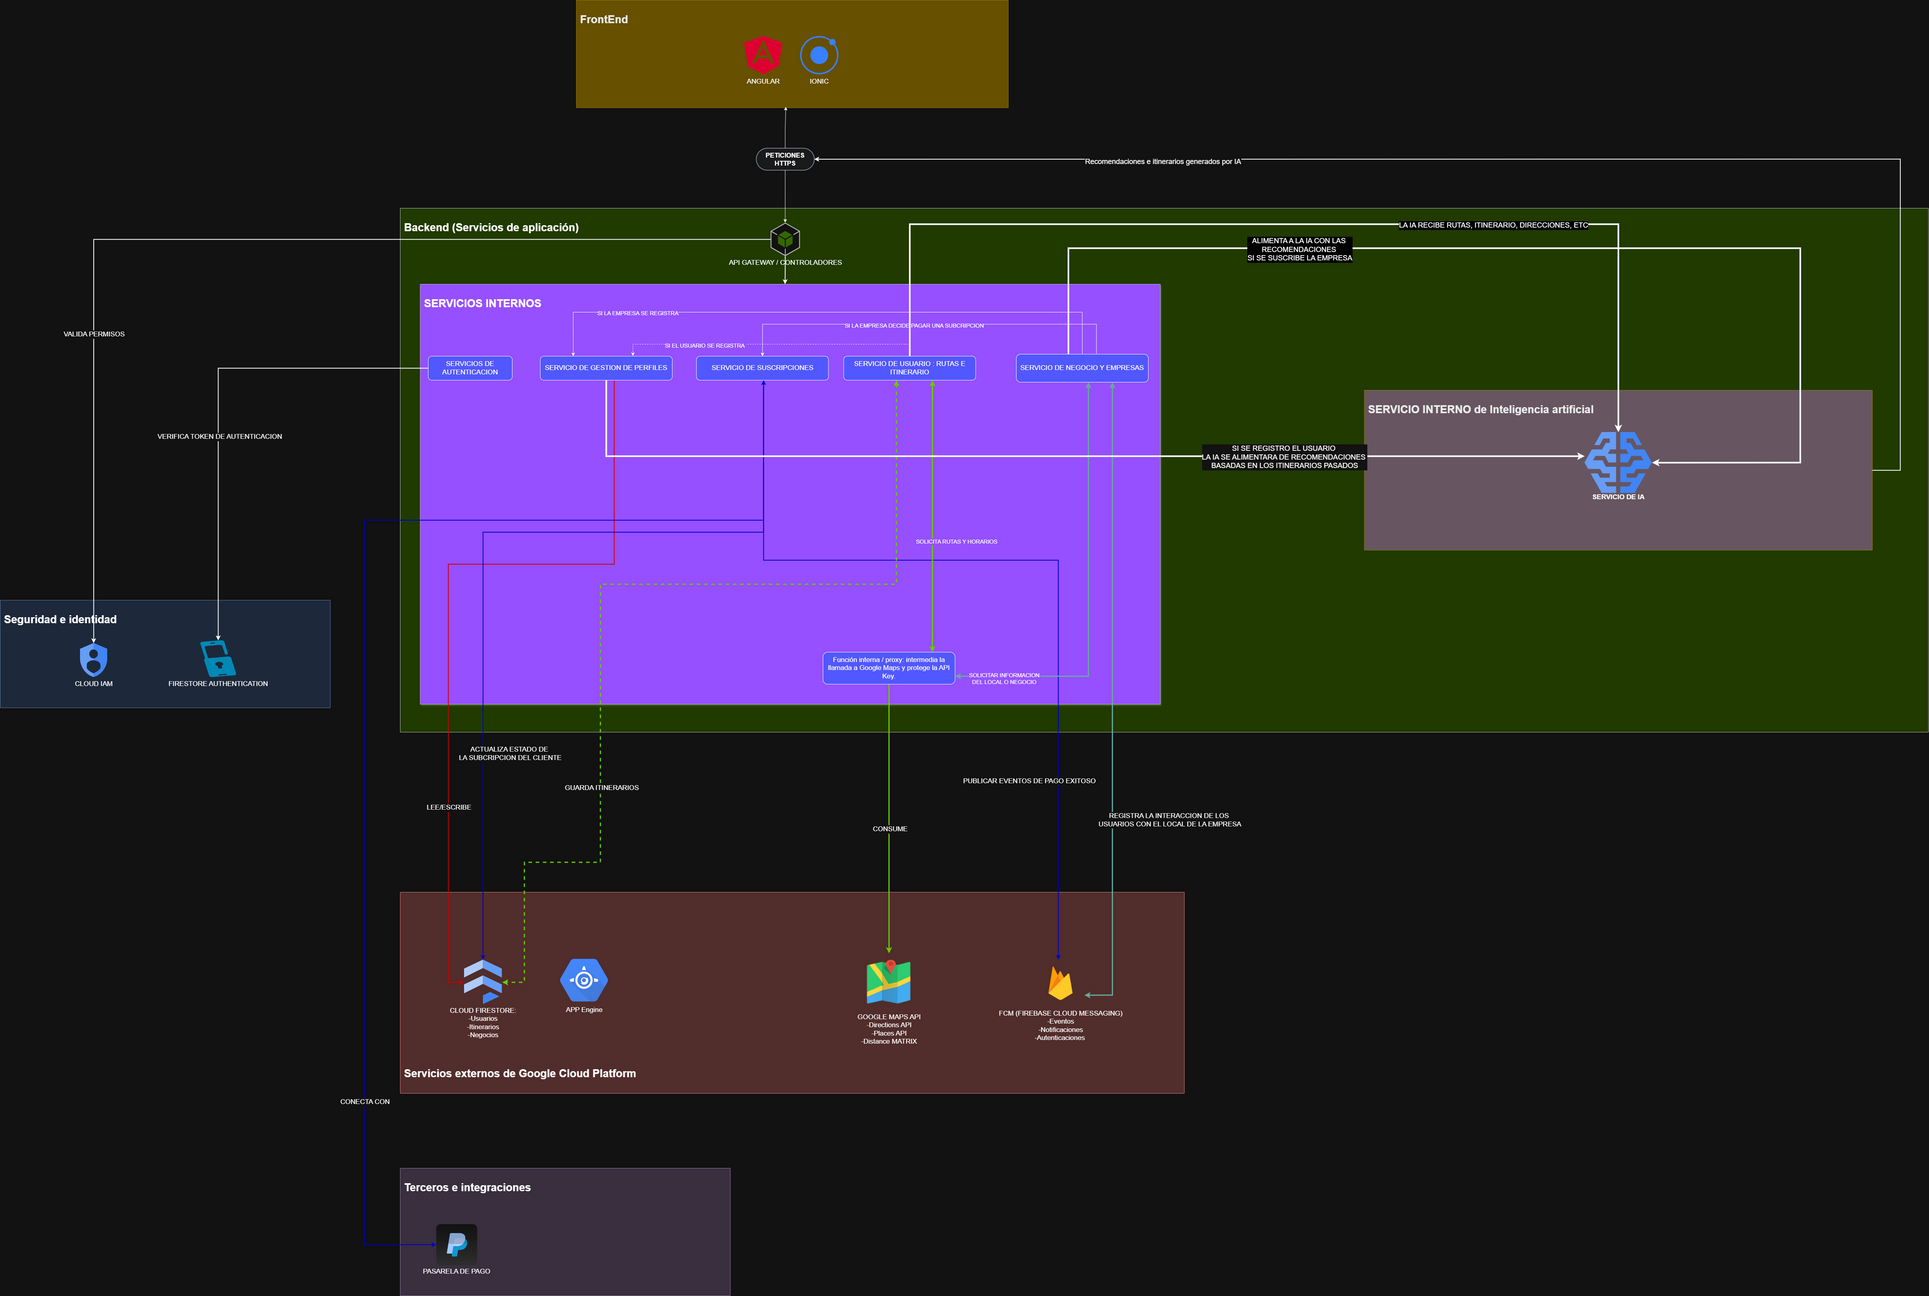 FrontEnd
ANGULAR
IONIC
PETICIONES
HTTPS
Recomendaciones e itinerarios generados por IA
Backend (Servicios de aplicación)
LA IA RECIBE RUTAS, ITINERARIO, DIRECCIONES, ETC
ALIMENTA A LA IA CON LAS
RECOMENDACIONES
SI SE SUSCRIBE LA EMPRESA
API GATEWAY / CONTROLADORES
SERVICIOS INTERNOS
SI LA EMPRESA SE REGISTRA
SI LA EMPRESA DECIDE PAGAR UNA SUBCRIPCION
VALIDA PERMISOS
SI EL USUARIO SE REGISTRA
SERVICIOS DE
AUTENTICACION
SERVICIO DE GESTION DE PERFILES
SERVICIO DE SUSCRIPCIONES
SERVICIO DE USUARIO : RUTAS E
ITINERARIO
SERVICIO DE NEGOCIO Y EMPRESAS
SERVICIO INTERNO de Inteligencia artificial
VERIFICA TOKEN DE AUTENTICACION
SI SE REGISTRO EL USUARIO
LA IA SE ALIMENTARA DE RECOMENDACIONES
BASADAS EN LOS ITINERARIOS PASADOS
SERVICIO DE IA
SOLICITA RUTAS Y HORARIOS
Seguridad e identidad
CLOUD IAM
FIRESTORE AUTHENTICATION
Función interna / proxy: intermedia la
llamada a Google Maps y protege la API
Key.
SOLICITAR INFORMACION
DEL LOCAL O NEGOCIO
ACTUALIZA ESTADO DE
LA SUBCRIPCION DEL CLIENTE
GUARDA ITINERARIOS
PUBLICAR EVENTOS DE PAGO EXITOSO
LEE/ESCRIBE
CONSUME
REGISTRA LA INTERACCION DE LOS
USUARIOS CON EL LOCAL DE LA EMPRESA
CLOUD FIRESTORE:
-Usuarios
-Itinerarios
-Negocios
APP Engine
GOOGLE MAPS API
-Directions API
-Places API
-Distance MATRIX
FCM (FIREBASE CLOUD MESSAGING)
-Eventos
-Notificaciones
-Autenticaciones
Servicios externos de Google Cloud Platform
CONECTA CON
Terceros e integraciones
PASARELA DE PAGO